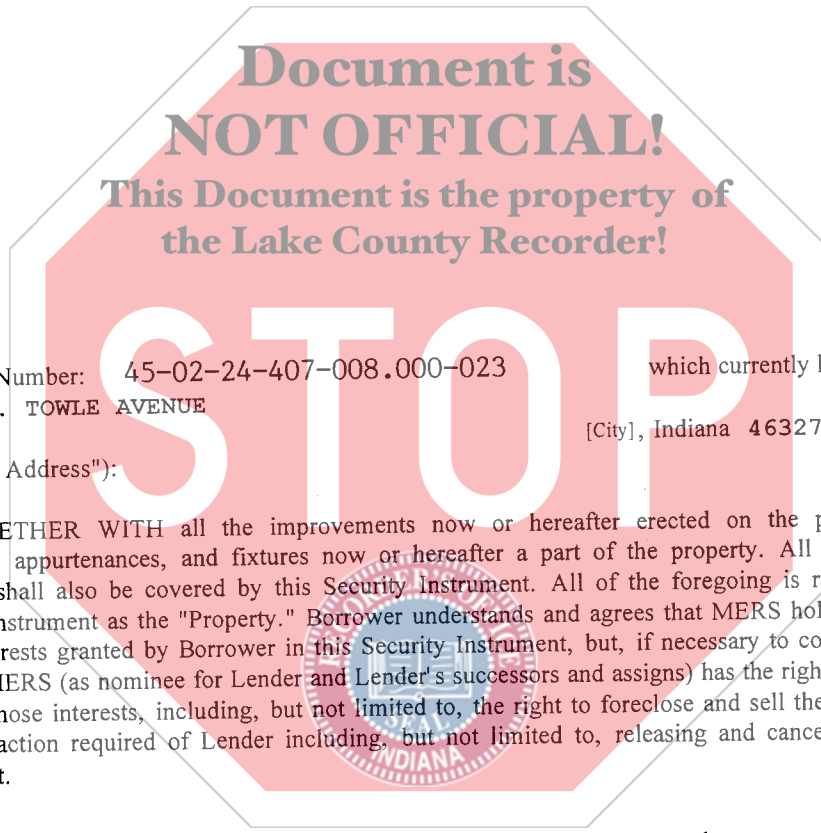 Document is
NOT OFFICIAL!
This Document is the property of
the Lake County Recorder!
STOP
Number: 45-02-24-407-008.000-023 which currently
. TOWLE AVENUE
[City], Indiana 46327
Address"):
ETHER WITH all the improvements now or hereafter erected on the p
appurtenances, and fixtures now or hereafter a part of the property. All
shall also be covered by this Security Instrument. All of the foregoing is r
nstrument as the "Property." Borrower understands and agrees that MERS hol
rests granted by Borrower in this Security Instrument, but, if necessary to co
IERS (as nominee for Lender and Lender's successors and assigns) has the right
hose interests, including, but not limited to, the right to foreclose and sell the
action required of Lender including, but not limited to, releasing and cance
t.
RECORDER'S OFFICE
SEAL
INDIANA